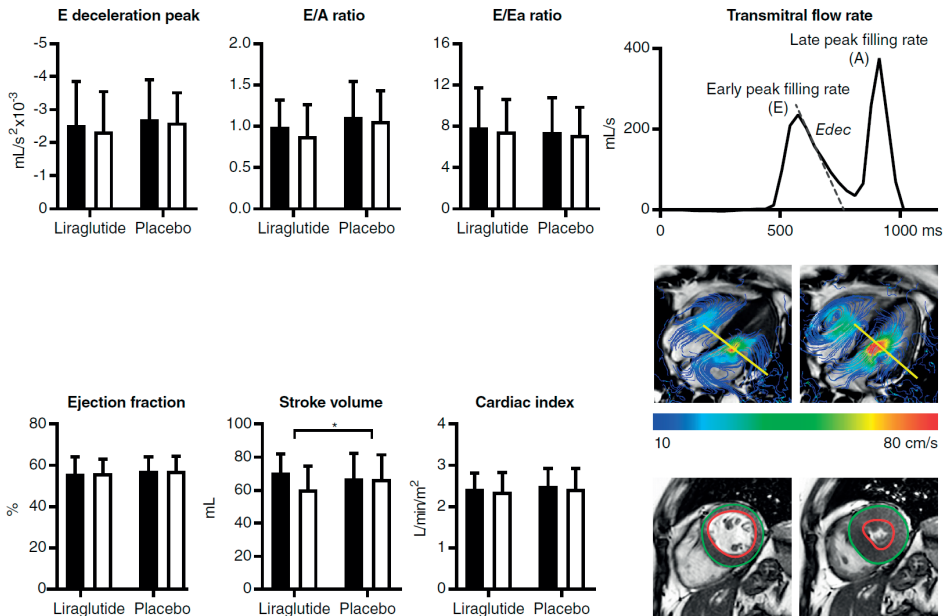 E deceleration peak
-5
-4
-3
-2
-1
0
mL/s² x10⁻³
Liraglutide Placebo
E/A ratio
2.0
1.5
1.0
0.5
0.0
Liraglutide Placebo
E/Ea ratio
16
12
8
4
0
Liraglutide Placebo
Transmitral flow rate
400
200
0
mL/s
Late peak filling rate
(A)
Early peak filling rate
(E)
Edec
0 500 1000 ms
10 80 cm/s
Ejection fraction
80
60
40
20
0
%
Liraglutide Placebo
Stroke volume
100
80
60
40
20
0
mL
*
Liraglutide Placebo
Cardiac index
4
3
2
1
0
L/min/m²
Liraglutide Placebo